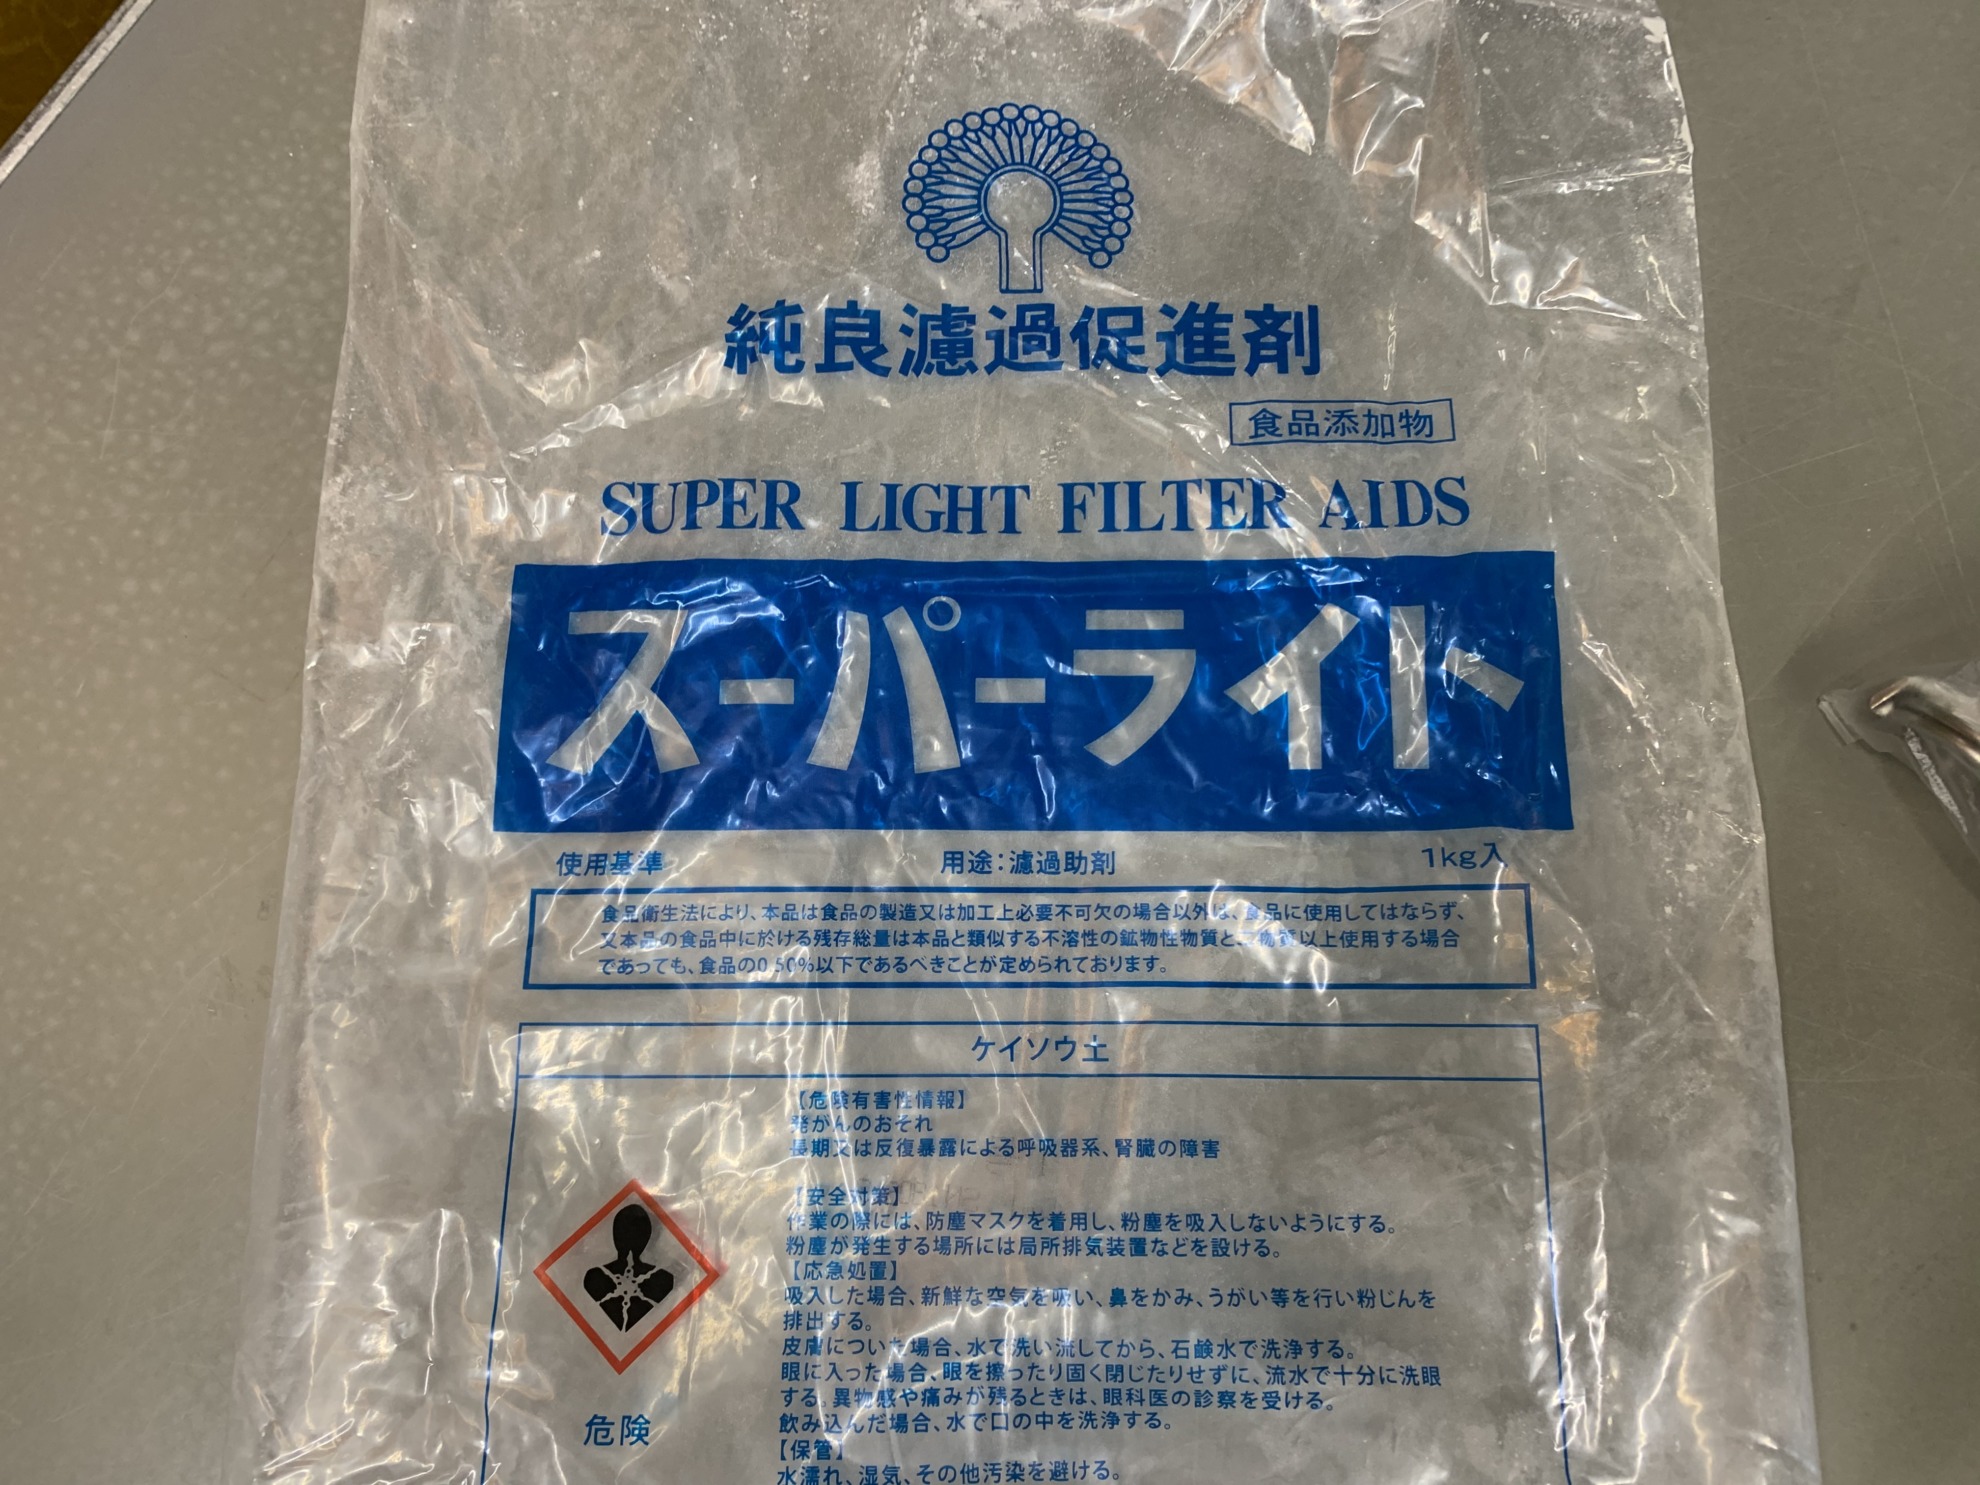 純良濾過促進剤
食品添加物
SUPER LIGHT FILTER AIDS
スーパーライト
使用基準 用途:濾過助剤 1kg入
食品衛生法により、本品は食品の製造又は加工上必要不可欠の場合以外は、食品に使用してはならず、
又本品の食品中に於ける残存総量は本品と類似する不溶性の鉱物性物質と二物質以上使用する場合
であっても、食品の0.50%以下であるべきことが定められております。
ケイソウ土
【危険有害性情報】
発がんのおそれ
長期又は反復暴露による呼吸器系、腎臓の障害
【安全対策】
作業の際には、防塵マスクを着用し、粉塵を吸入しないようにする。
粉塵が発生する場所には局所排気装置などを設ける。
【応急処置】
吸入した場合、新鮮な空気を吸い、鼻をかみ、うがい等を行い粉じんを
排出する。
皮膚についた場合、水で洗い流してから、石鹸水で洗浄する。
眼に入った場合、眼を擦ったり固く閉じたりせずに、流水で十分に洗眼
する。異物感や痛みが残るときは、眼科医の診察を受ける。
飲み込んだ場合、水で口の中を洗浄する。
【保管】
水濡れ、湿気、その他汚染を避ける。
危険